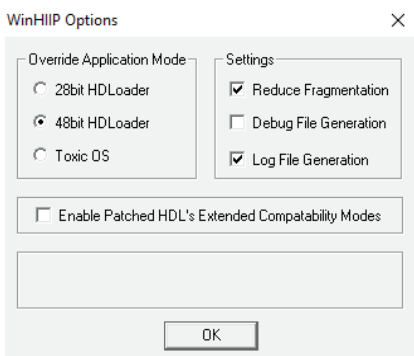 WinHIIP Options
Override Application Mode
28bit HDLoader
48bit HDLoader
Toxic OS
Settings
Reduce Fragmentation
Debug File Generation
Log File Generation
Enable Patched HDL's Extended Compatability Modes
OK